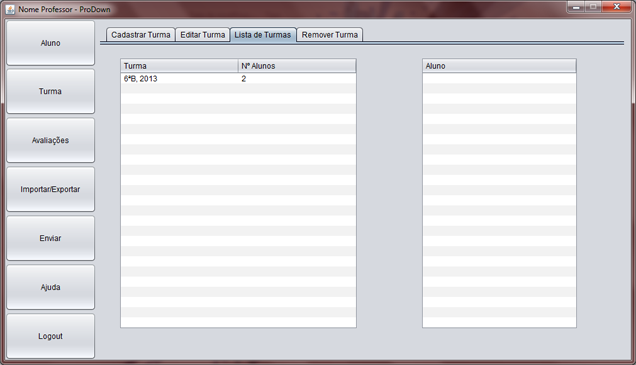 Nome Professor - ProDown
Aluno
Turma
Avaliações
Importar/Exportar
Enviar
Ajuda
Logout
Cadastrar Turma Editar Turma Lista de Turmas Remover Turma
Turma Nº Alunos
6ªB, 2013 2
Aluno